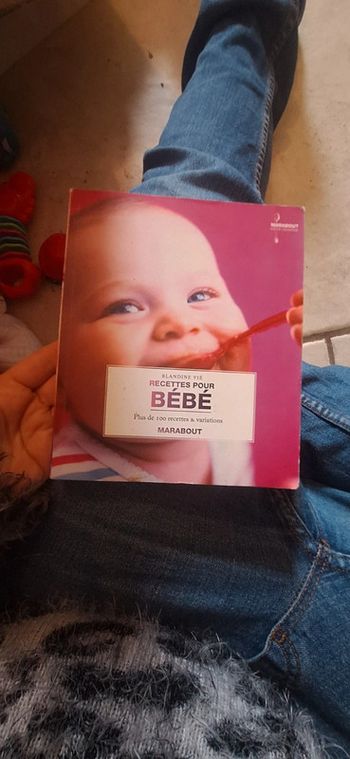 MARABOUT
BLANDINE VIÉ
RECETTES POUR
BÉBÉ
Plus de 100 recettes & variations
MARABOUT